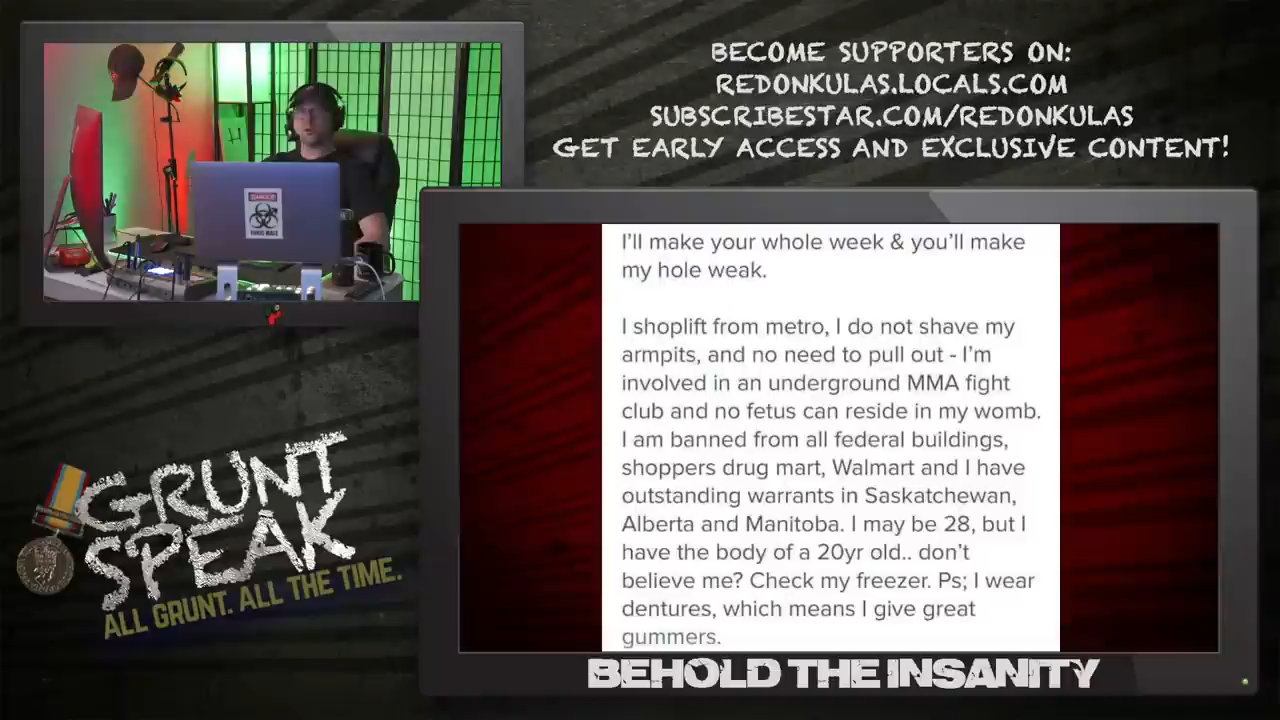 BECOME SUPPORTERS ON:
REDONKULAS.LOCALS.COM
SUBSCRIBESTAR.COM/REDONKULAS
GET EARLY ACCESS AND EXCLUSIVE CONTENT!
I'll make your whole week & you'll make
my hole weak.
I shoplift from metro, I do not shave my
armpits, and no need to pull out - I'm
involved in an underground MMA fight
club and no fetus can reside in my womb.
I am banned from all federal buildings,
shoppers drug mart, Walmart and I have
outstanding warrants in Saskatchewan,
Alberta and Manitoba. I may be 28, but I
have the body of a 20yr old.. don't
believe me? Check my freezer. Ps; I wear
dentures, which means I give great
gummers.
GRUNT
SPEAK
ALL GRUNT. ALL THE TIME.
BEHOLD THE INSANITY